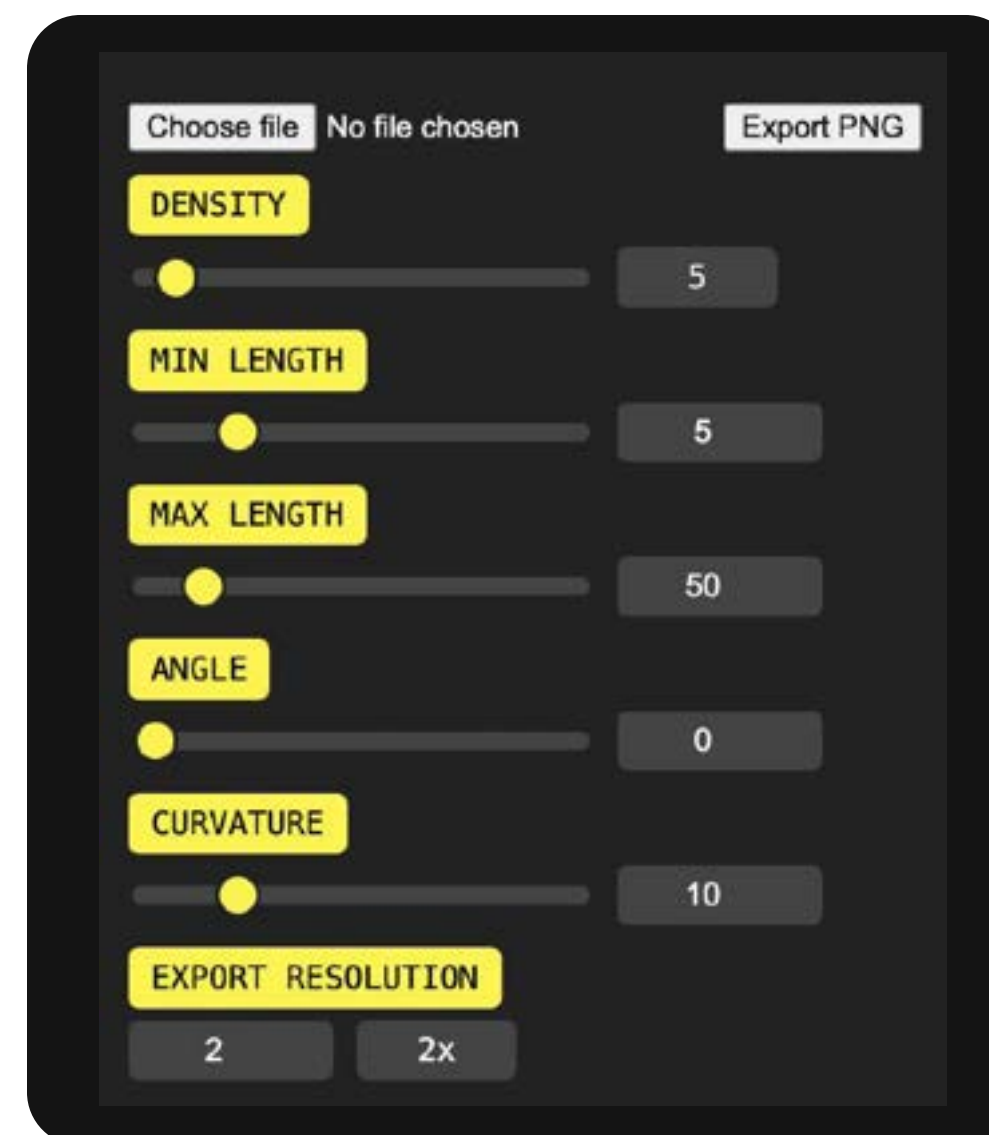 Choose file No file chosen Export PNG
DENSITY
5
MIN LENGTH
5
MAX LENGTH
50
ANGLE
0
CURVATURE
10
EXPORT RESOLUTION
2 2x